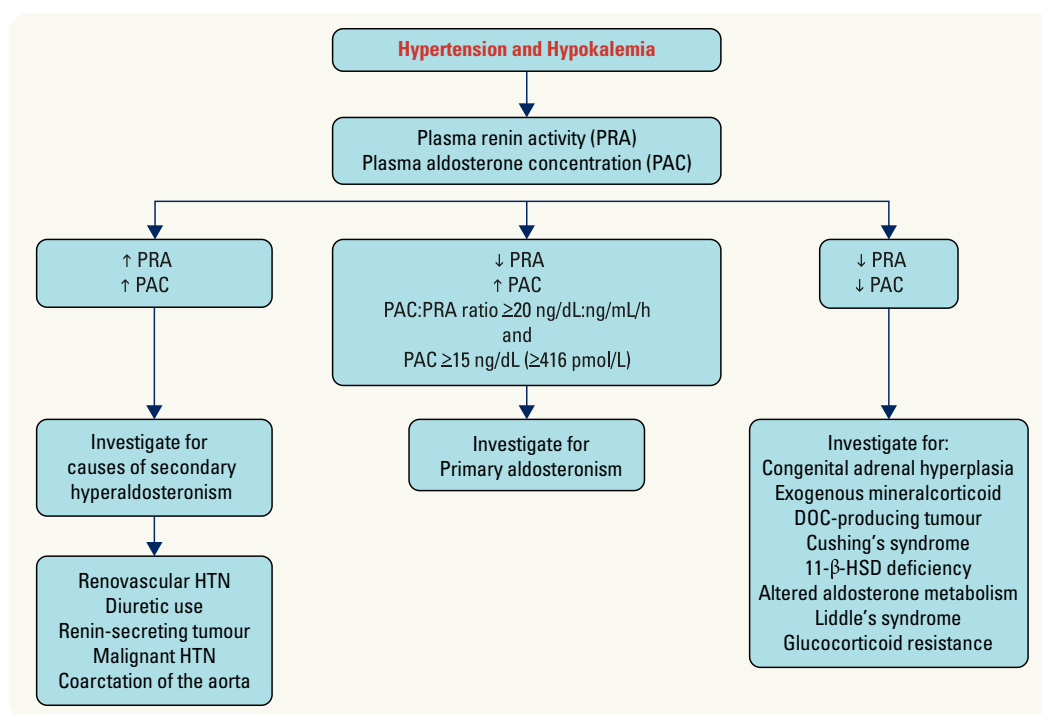 Hypertension and Hypokalemia
Plasma renin activity (PRA)
Plasma aldosterone concentration (PAC)
↑ PRA
↑ PAC
↓ PRA
↑ PAC
PAC:PRA ratio ≥20 ng/dL:ng/mL/h
and
PAC ≥15 ng/dL (≥416 pmol/L)
↓ PRA
↓ PAC
Investigate for
causes of secondary
hyperaldosteronism
Investigate for
Primary aldosteronism
Investigate for:
Congenital adrenal hyperplasia
Exogenous mineralcorticoid
DOC-producing tumour
Cushing's syndrome
11-β-HSD deficiency
Altered aldosterone metabolism
Liddle's syndrome
Glucocorticoid resistance
Renovascular HTN
Diuretic use
Renin-secreting tumour
Malignant HTN
Coarctation of the aorta